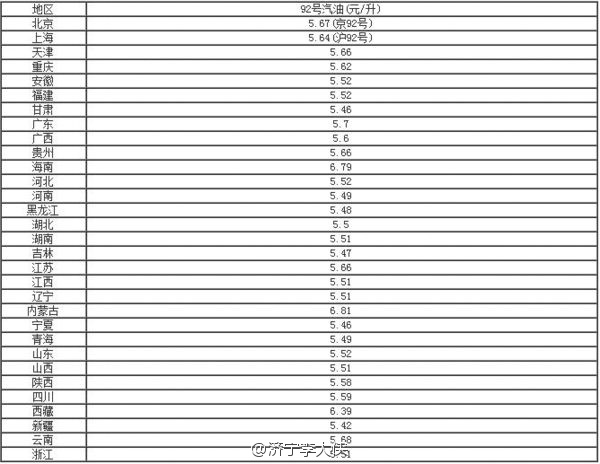 地区 92号汽油(元/升)
北京 5.67(京92号)
上海 5.64(沪92号)
天津 5.66
重庆 5.62
安徽 5.52
福建 5.52
甘肃 5.46
广东 5.7
广西 5.6
贵州 5.66
海南 6.79
河北 5.52
河南 5.49
黑龙江 5.48
湖北 5.5
湖南 5.51
吉林 5.47
江苏 5.66
江西 5.51
辽宁 5.51
内蒙古 6.81
宁夏 5.46
青海 5.49
山东 5.52
山西 5.51
陕西 5.58
四川 5.59
西藏 6.39
新疆 5.42
云南 5.68
浙江 5.51
@济宁李大